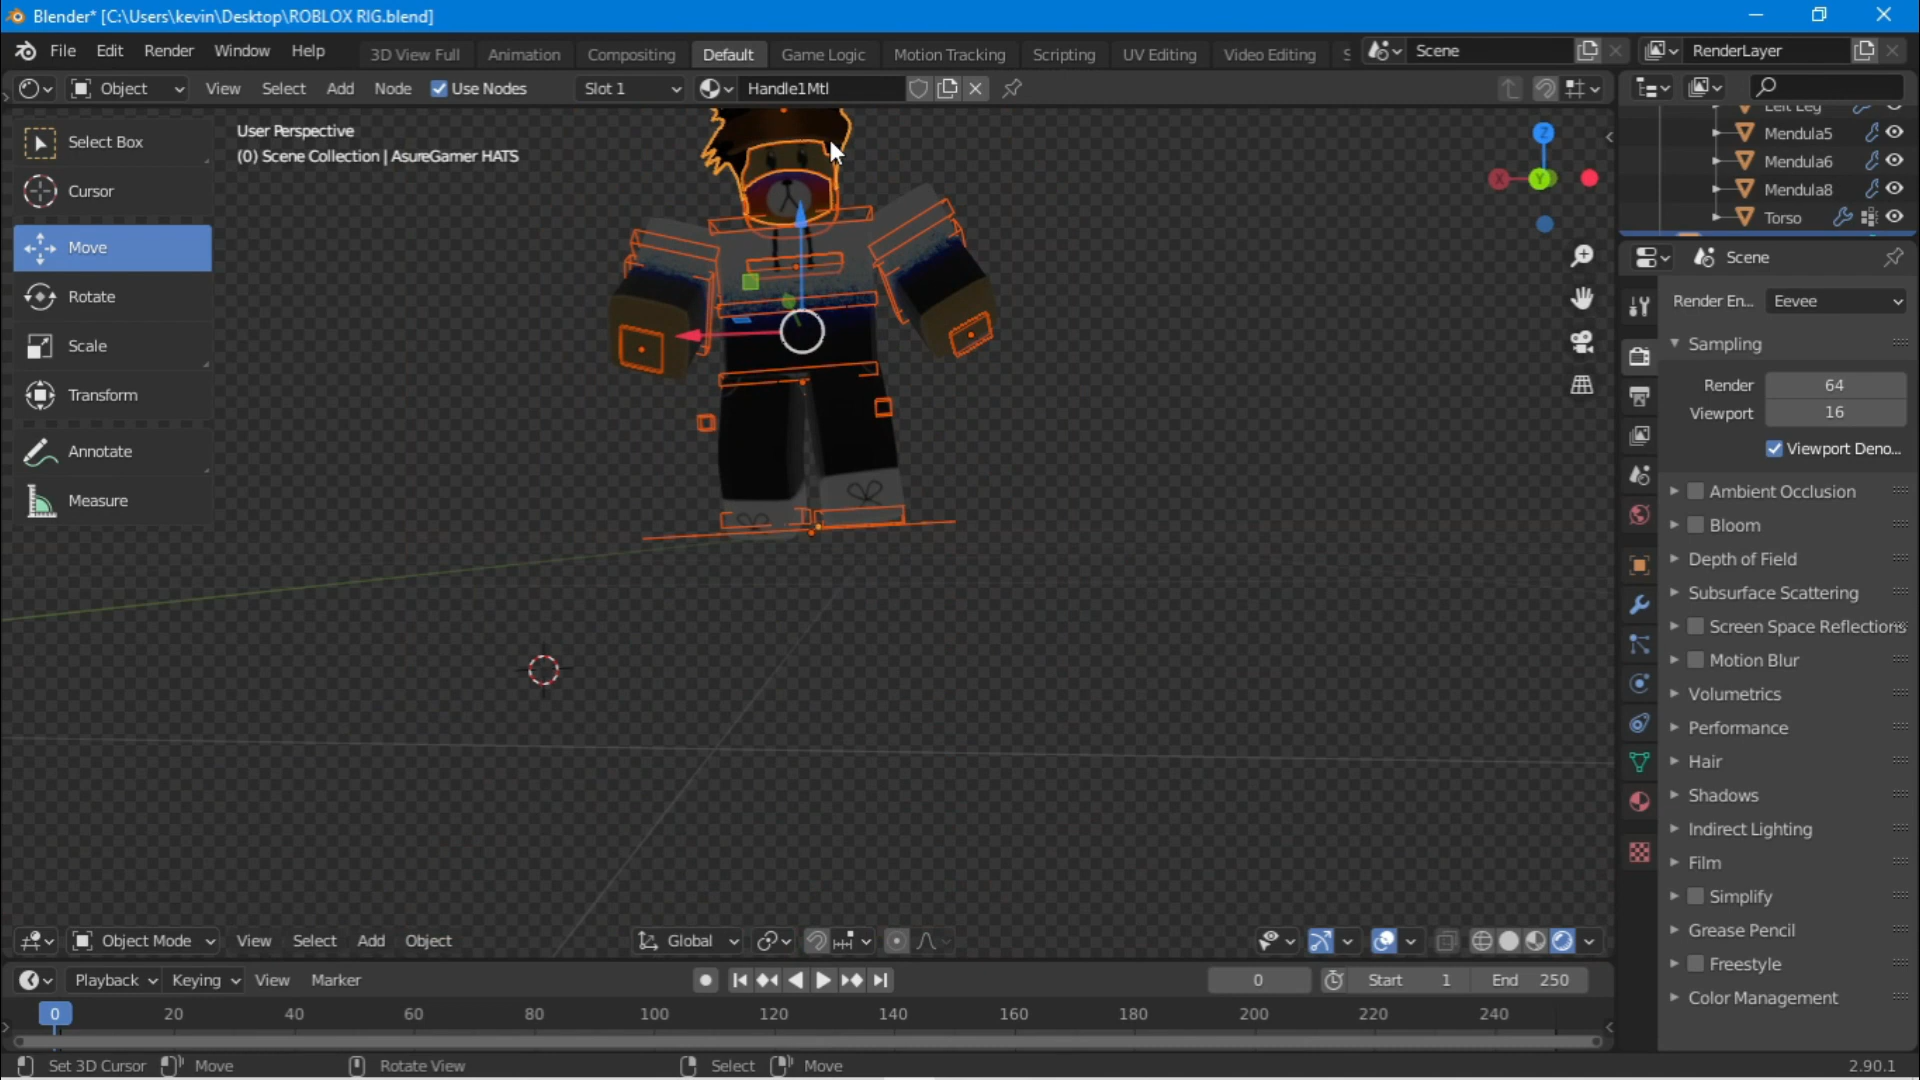 Blender* [C:\Users\kevin\Desktop\ROBLOX RIG.blend]
File Edit Render Window Help 3D View Full Animation Compositing Default Game Logic Motion Tracking Scripting UV Editing Video Editing S Scene RenderLayer
Object View Select Add Node Use Nodes Slot 1 Handle1Mtl
User Perspective
(0) Scene Collection | AsureGamer HATS
Select Box
Cursor
Move
Rotate
Scale
Transform
Annotate
Measure
X
Y
Z
Left Leg
Mendula5
Mendula6
Mendula8
Torso
Scene
Render En... Eevee
Sampling
Render 64
Viewport 16
Viewport Deno...
Ambient Occlusion
Bloom
Depth of Field
Subsurface Scattering
Screen Space Reflections
Motion Blur
Volumetrics
Performance
Hair
Shadows
Indirect Lighting
Film
Simplify
Grease Pencil
Freestyle
Color Management
Object Mode View Select Add Object Global
Playback Keying View Marker 0 Start 1 End 250
0 20 40 60 80 100 120 140 160 180 200 220 240
Set 3D Cursor Move Rotate View Select Move 2.90.1